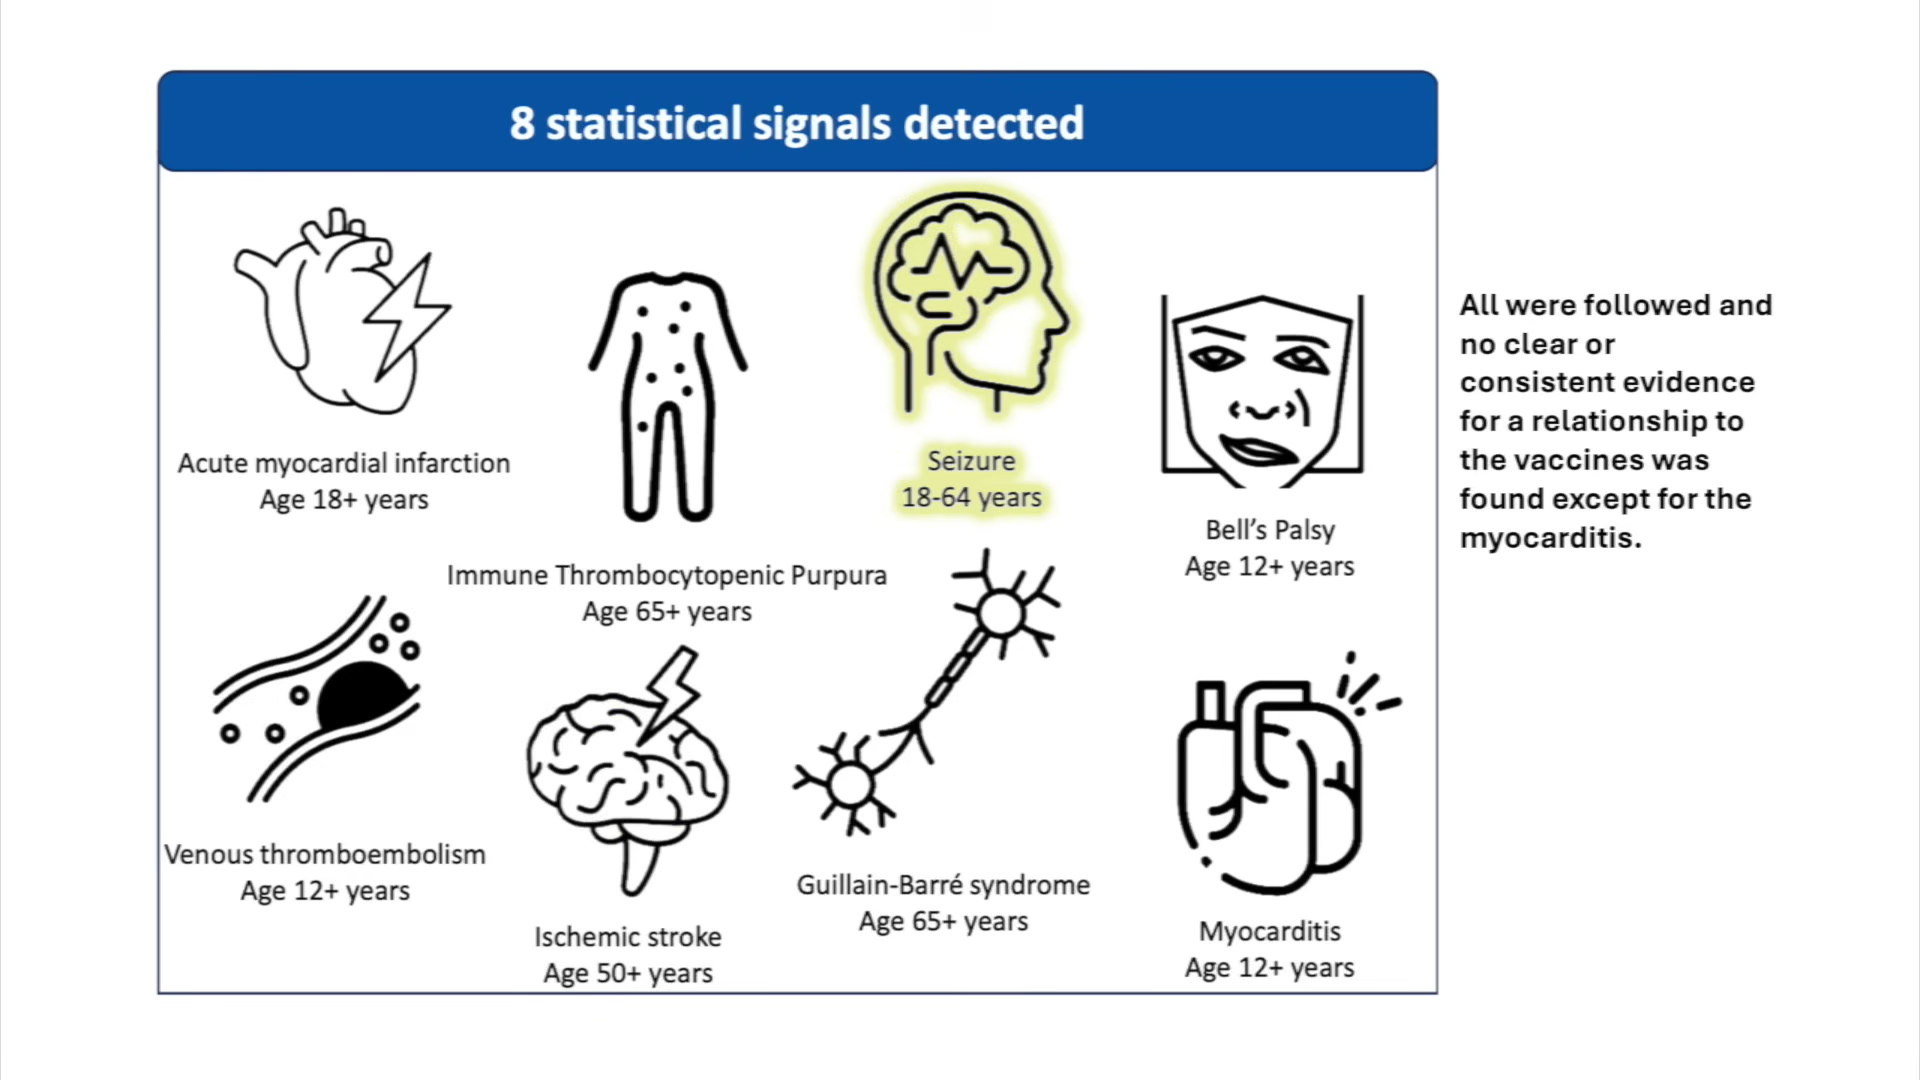 8 statistical signals detected
Acute myocardial infarction
Age 18+ years
Immune Thrombocytopenic Purpura
Age 65+ years
Seizure
18-64 years
Bell’s Palsy
Age 12+ years
Venous thromboembolism
Age 12+ years
Ischemic stroke
Age 50+ years
Guillain-Barré syndrome
Age 65+ years
Myocarditis
Age 12+ years
All were followed and
no clear or
consistent evidence
for a relationship to
the vaccines was
found except for the
myocarditis.